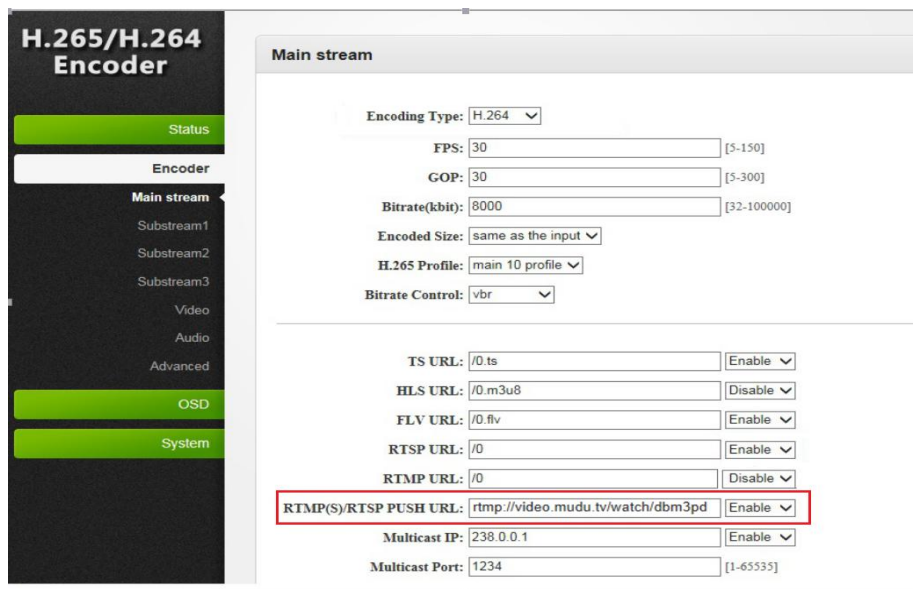 H.265/H.264
Encoder
Status
Encoder
Main stream
Substream1
Substream2
Substream3
Video
Audio
Advanced
OSD
System
Main stream
Encoding Type: H.264
FPS: 30 [5-150]
GOP: 30 [5-300]
Bitrate(kbit): 8000 [32-100000]
Encoded Size: same as the input
H.265 Profile: main 10 profile
Bitrate Control: vbr
TS URL: /0.ts Enable
HLS URL: /0.m3u8 Disable
FLV URL: /0.flv Enable
RTSP URL: /0 Enable
RTMP URL: /0 Disable
RTMP(S)/RTSP PUSH URL: rtmp://video.mudu.tv/watch/dbm3pd Enable
Multicast IP: 238.0.0.1 Enable
Multicast Port: 1234 [1-65535]